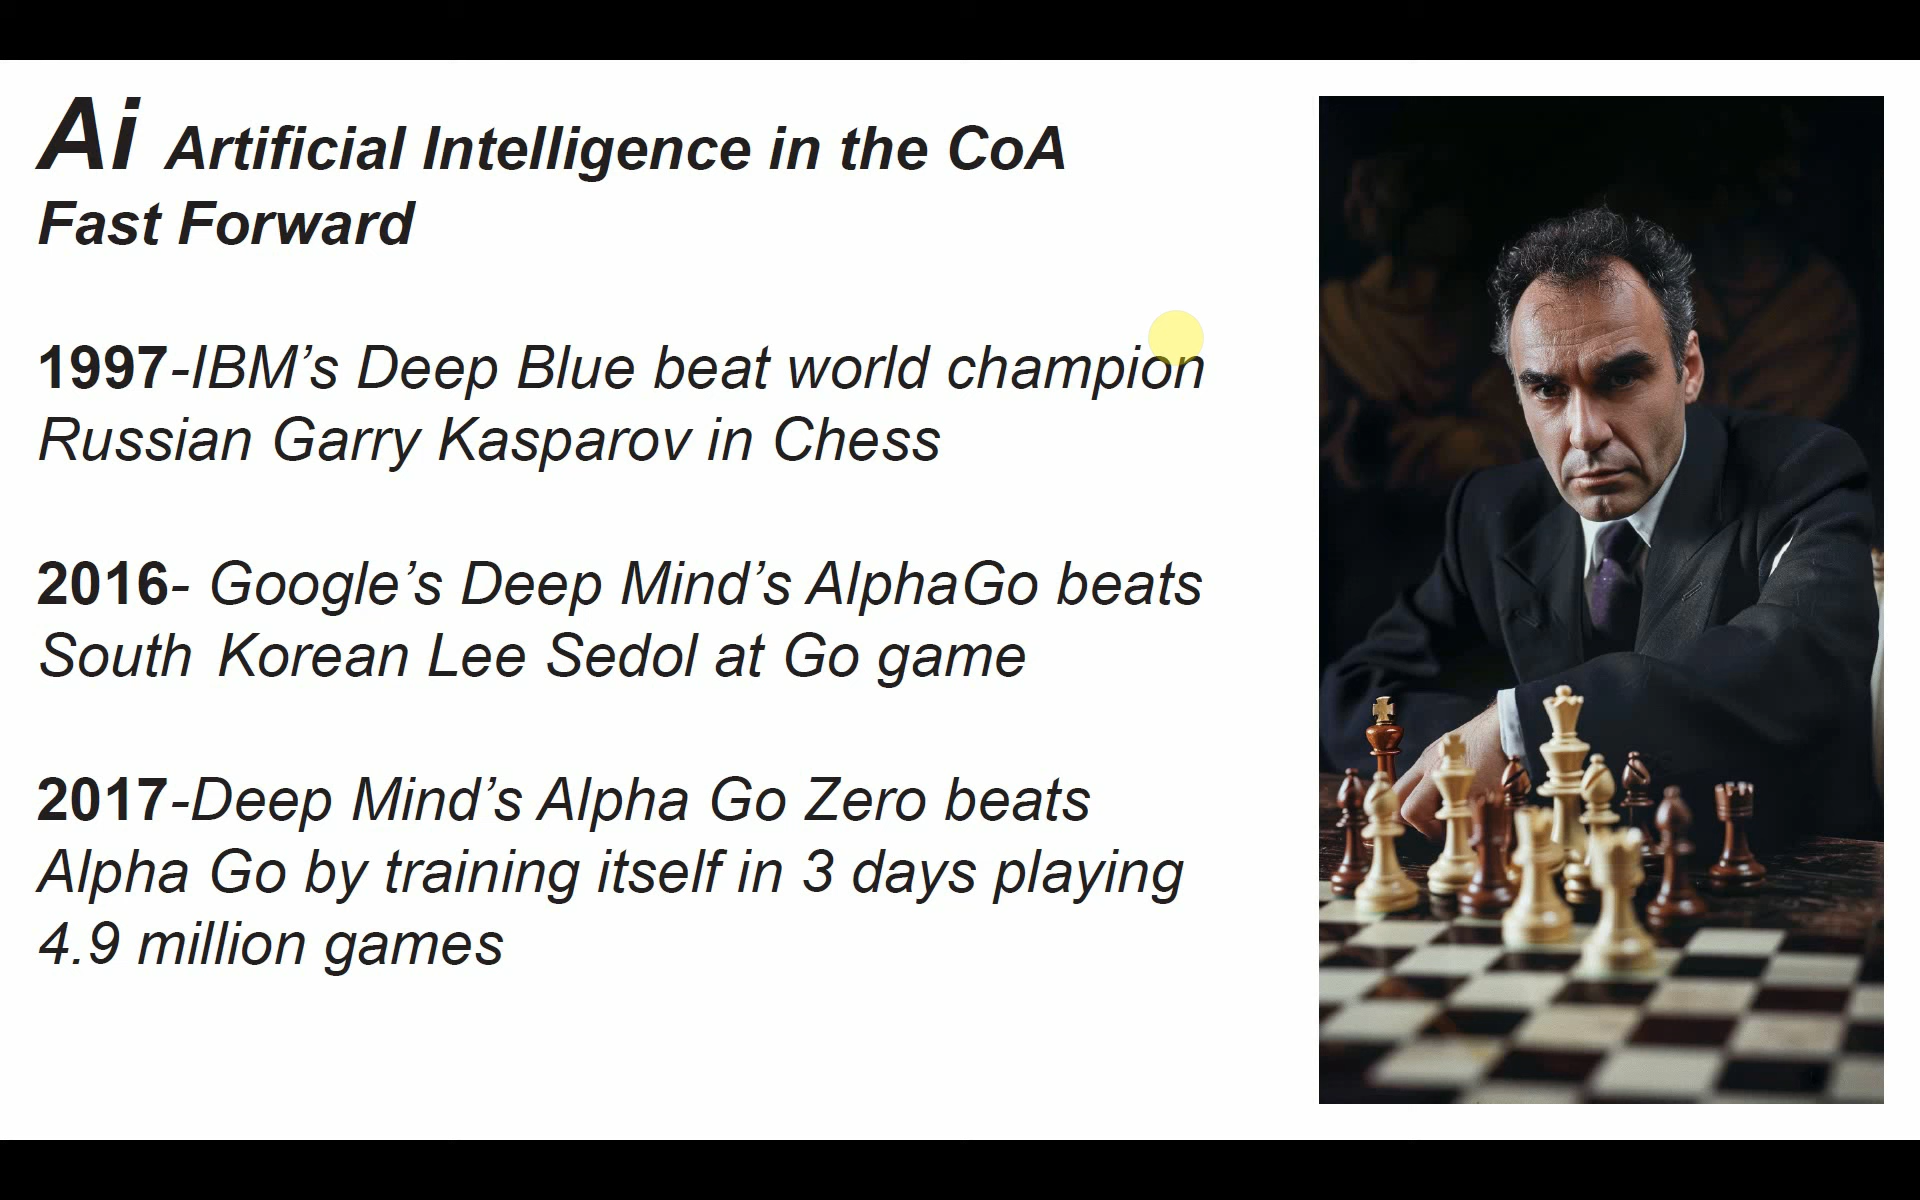 Ai Artificial Intelligence in the CoA
Fast Forward
1997-IBM’s Deep Blue beat world champion
Russian Garry Kasparov in Chess
2016- Google’s Deep Mind’s AlphaGo beats
South Korean Lee Sedol at Go game
2017-Deep Mind’s Alpha Go Zero beats
Alpha Go by training itself in 3 days playing
4.9 million games